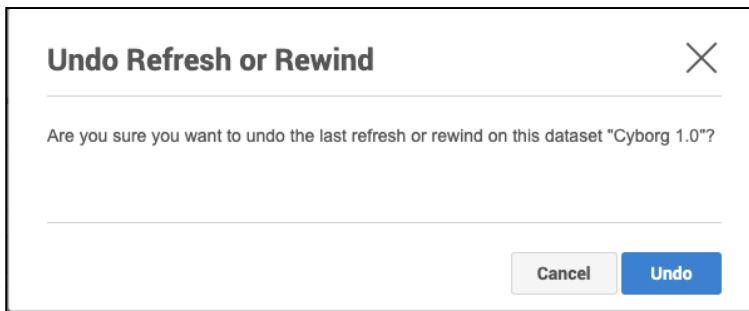 Undo Refresh or Rewind
Are you sure you want to undo the last refresh or rewind on this dataset "Cyborg 1.0"?
Cancel Undo